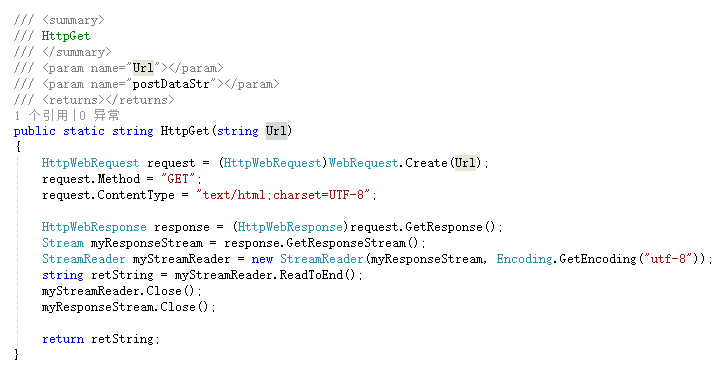 /// <summary>
/// HttpGet
/// </summary>
/// <param name="Url"></param>
/// <param name="postDataStr"></param>
/// <returns></returns>
1 个引用|0 异常
public static string HttpGet(string Url)
{
    HttpWebRequest request = (HttpWebRequest)WebRequest.Create(Url);
    request.Method = "GET";
    request.ContentType = "text/html;charset=UTF-8";

    HttpWebResponse response = (HttpWebResponse)request.GetResponse();
    Stream myResponseStream = response.GetResponseStream();
    StreamReader myStreamReader = new StreamReader(myResponseStream, Encoding.GetEncoding("utf-8"));
    string retString = myStreamReader.ReadToEnd();
    myStreamReader.Close();
    myResponseStream.Close();

    return retString;
}